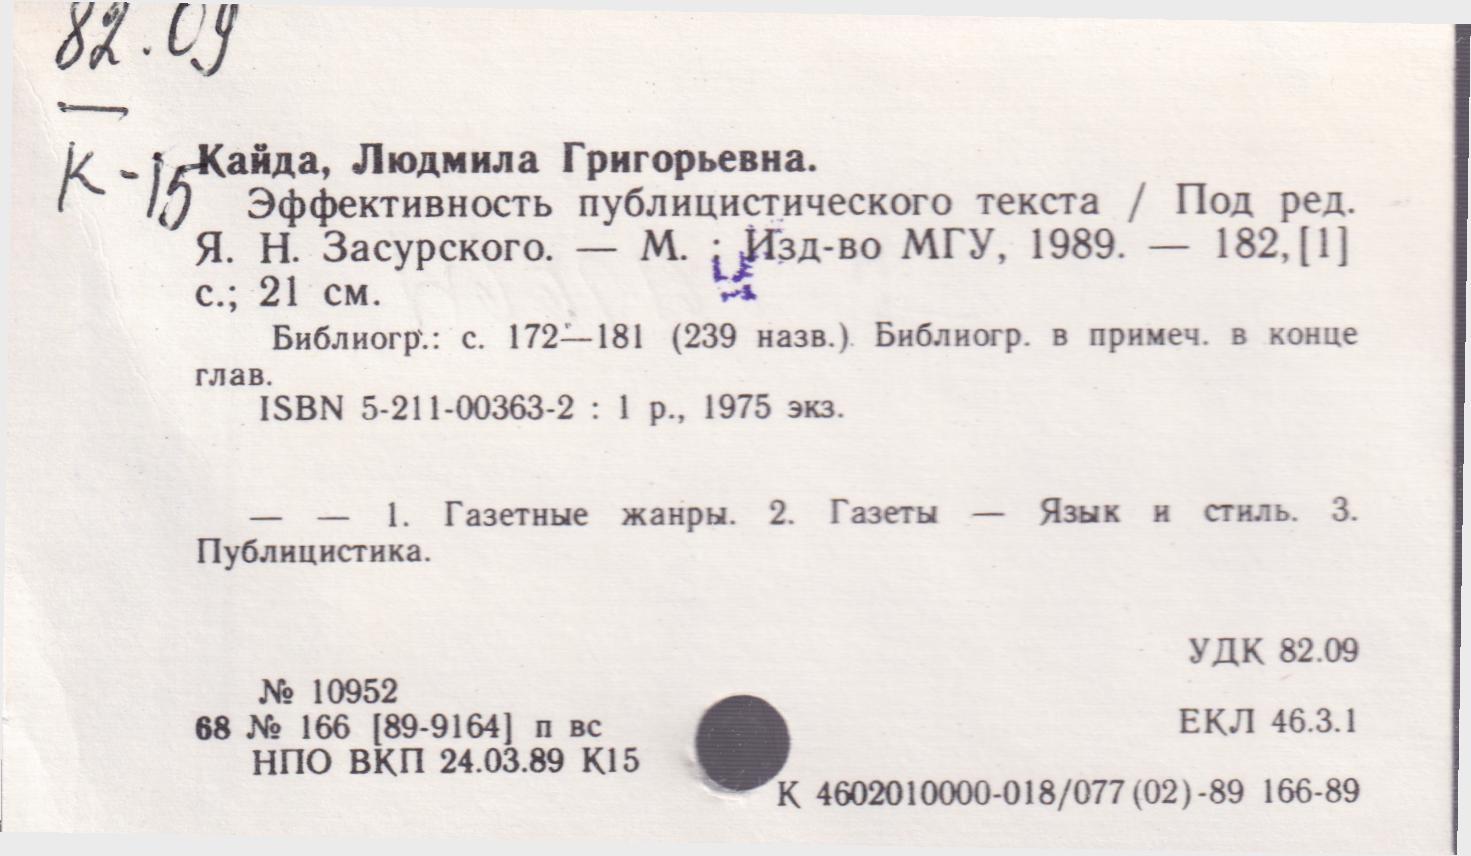 82.09
К-15
Кайда, Людмила Григорьевна.
Эффективность публицистического текста / Под ред.
Я. Н. Засурского. — М. : Изд-во МГУ, 1989. — 182, [1]
с.; 21 см.
Библиогр.: с. 172—181 (239 назв.). Библиогр. в примеч. в конце
глав.
ISBN 5-211-00363-2 : 1 р., 1975 экз.
— — 1. Газетные жанры. 2. Газеты — Язык и стиль. 3.
Публицистика.
УДК 82.09
№ 10952
68 № 166 [89-9164] п вс
ЕКЛ 46.3.1
НПО ВКП 24.03.89 К15
К 4602010000-018/077(02)-89 166-89